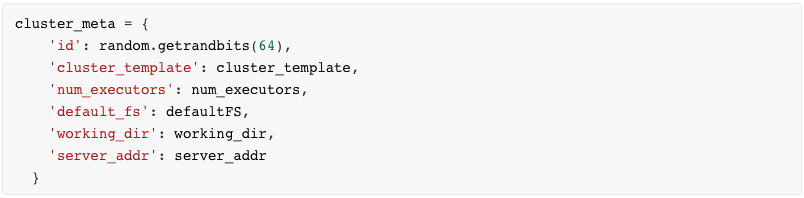 cluster_meta = {
    'id': random.getrandbits(64),
    'cluster_template': cluster_template,
    'num_executors': num_executors,
    'default_fs': defaultFS,
    'working_dir': working_dir,
    'server_addr': server_addr
  }